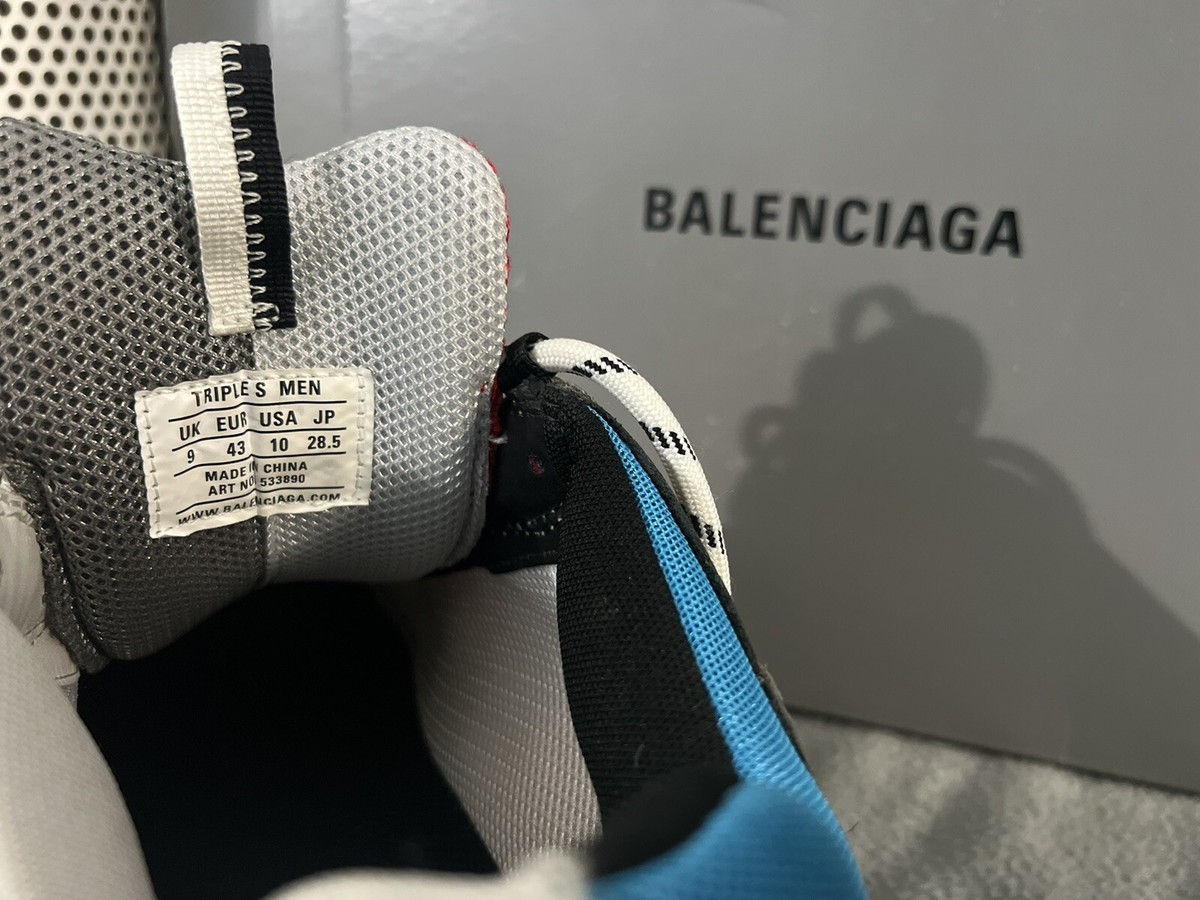 BALENCIAGA
TRIPLE S MEN
UK EUR USA JP
9 43 10 28.5
MADE IN CHINA
ART NO 533890
WWW.BALENCIAGA.COM